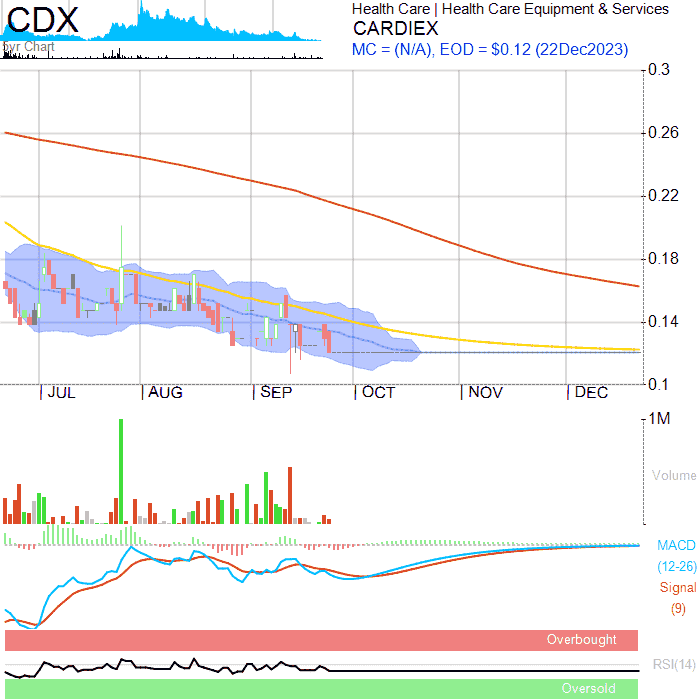 CDX
5yr Chart
Health Care | Health Care Equipment & Services
CARDIEX
MC = (N/A), EOD = $0.12 (22Dec2023)
0.3
0.26
0.22
0.18
0.14
0.1
JUL AUG SEP OCT NOV DEC
1M
Volume
MACD
(12-26)
Signal
(9)
Overbought
RSI(14)
Oversold